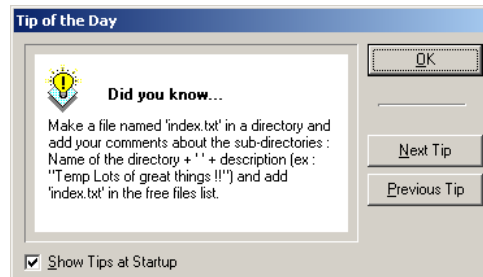 Tip of the Day
OK
Did you know...
Make a file named 'index.txt' in a directory and
add your comments about the sub-directories :
Name of the directory + ' ' + description (ex :
"Temp Lots of great things !!") and add
'index.txt' in the free files list.
Next Tip
Previous Tip
Show Tips at Startup